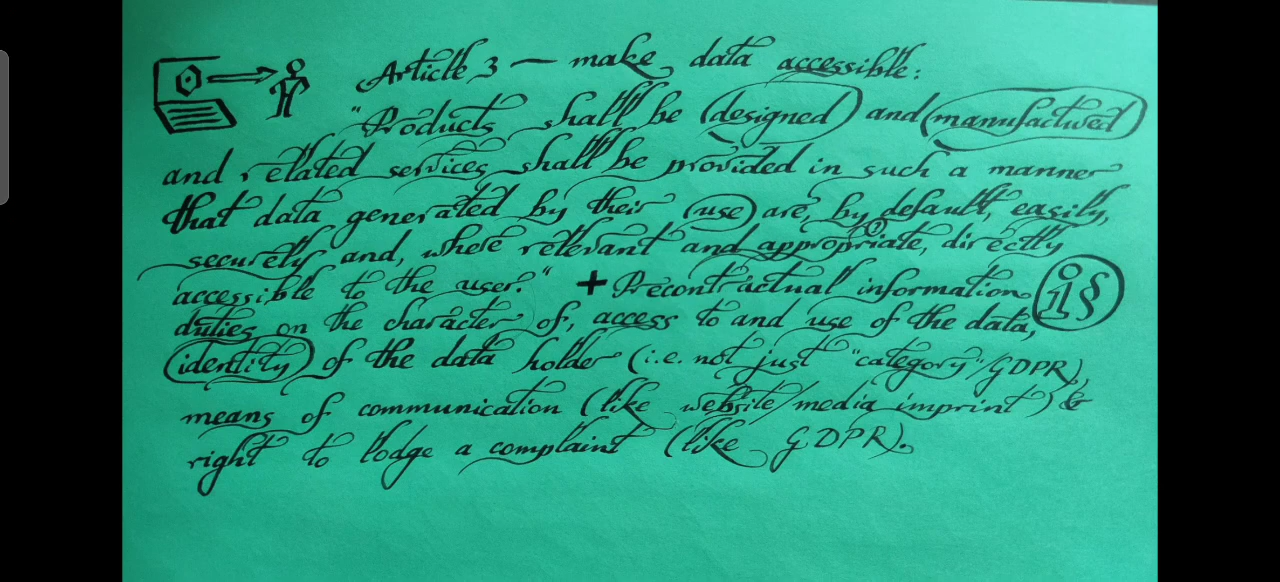 Article 3 — make data accessible:
"Products shall be designed and manufactured
and related services shall be provided in such a manner
that data generated by their use are, by default, easily,
securely and, where relevant and appropriate, directly
accessible to the user." + Precontractual information
duties on the character of, access to and use of the data,
identity of the data holder (i.e. not just "category"/GDPR),
means of communication (like website/media imprint) &
right to lodge a complaint (like GDPR).
i §